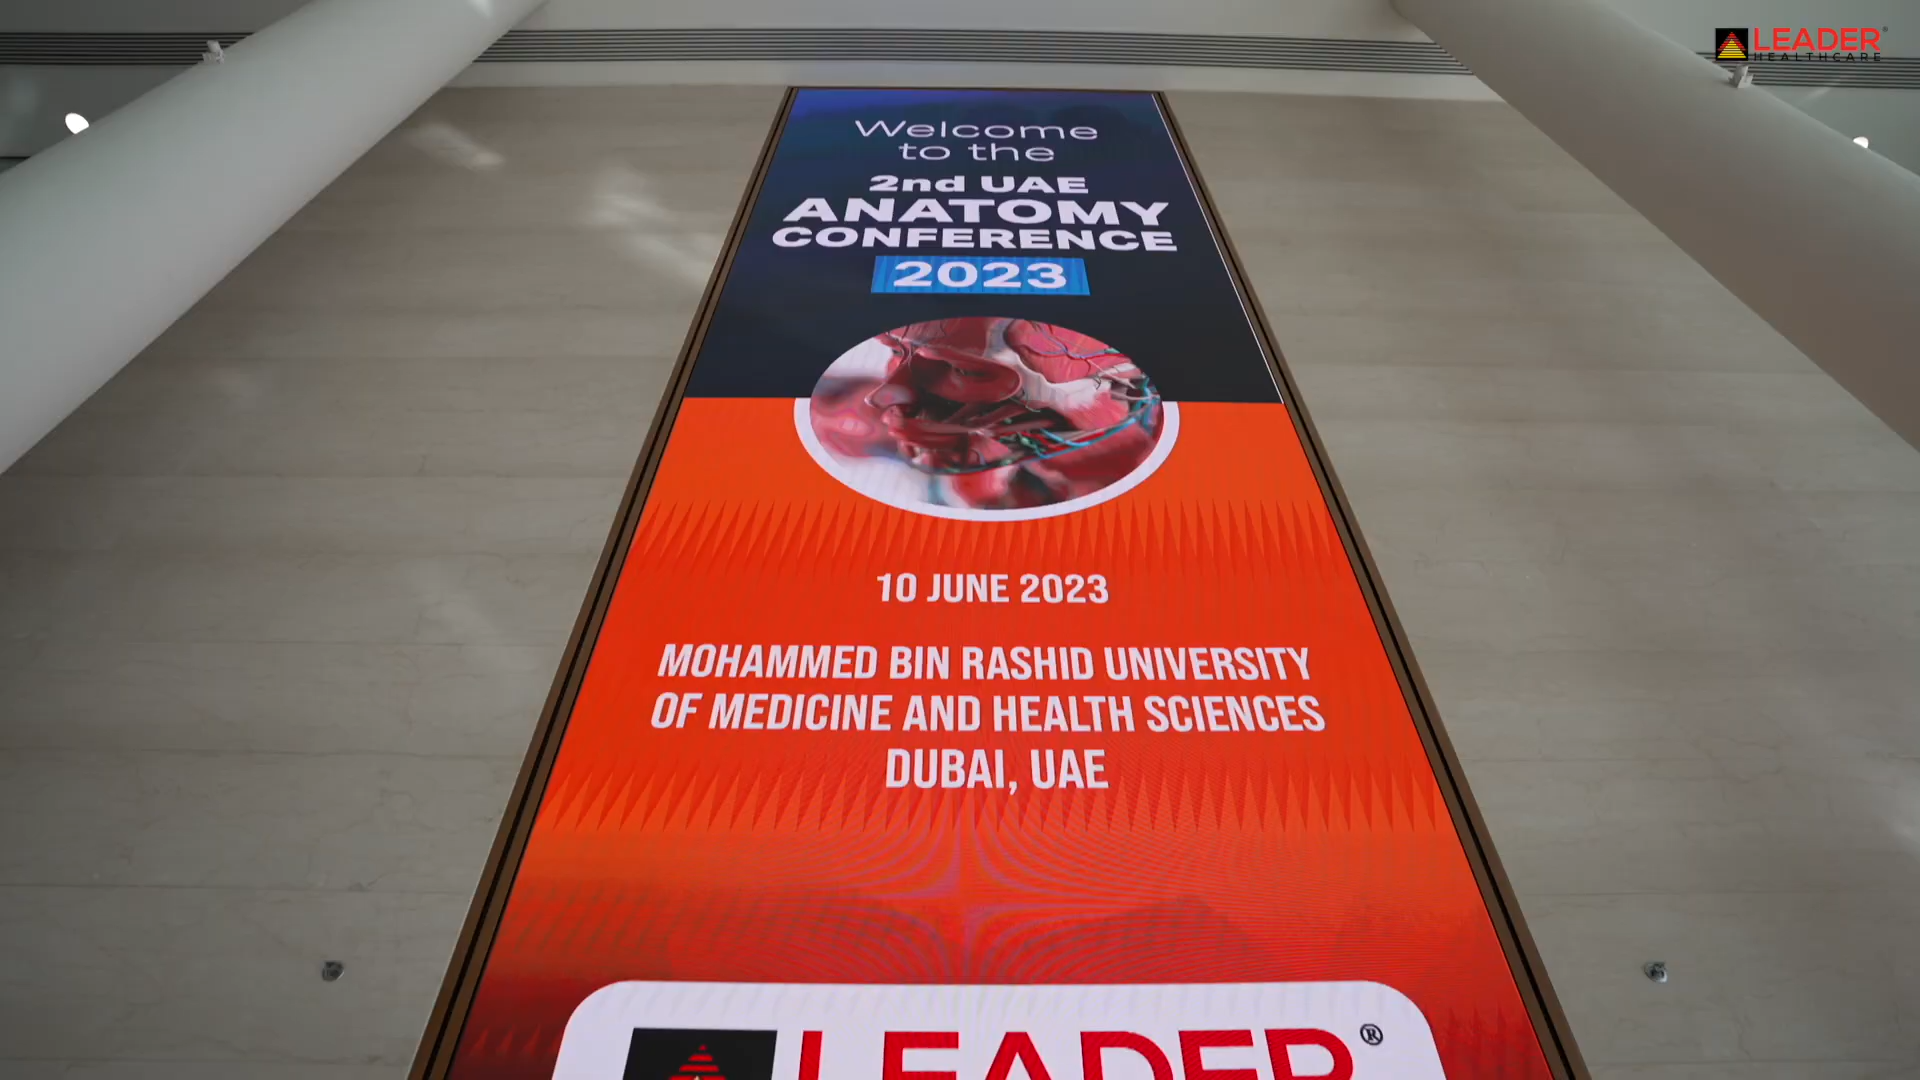 LEADER®
HEALTHCARE
Welcome
to the
2nd UAE
ANATOMY
CONFERENCE
2023
10 JUNE 2023
MOHAMMED BIN RASHID UNIVERSITY
OF MEDICINE AND HEALTH SCIENCES
DUBAI, UAE
LEADER®